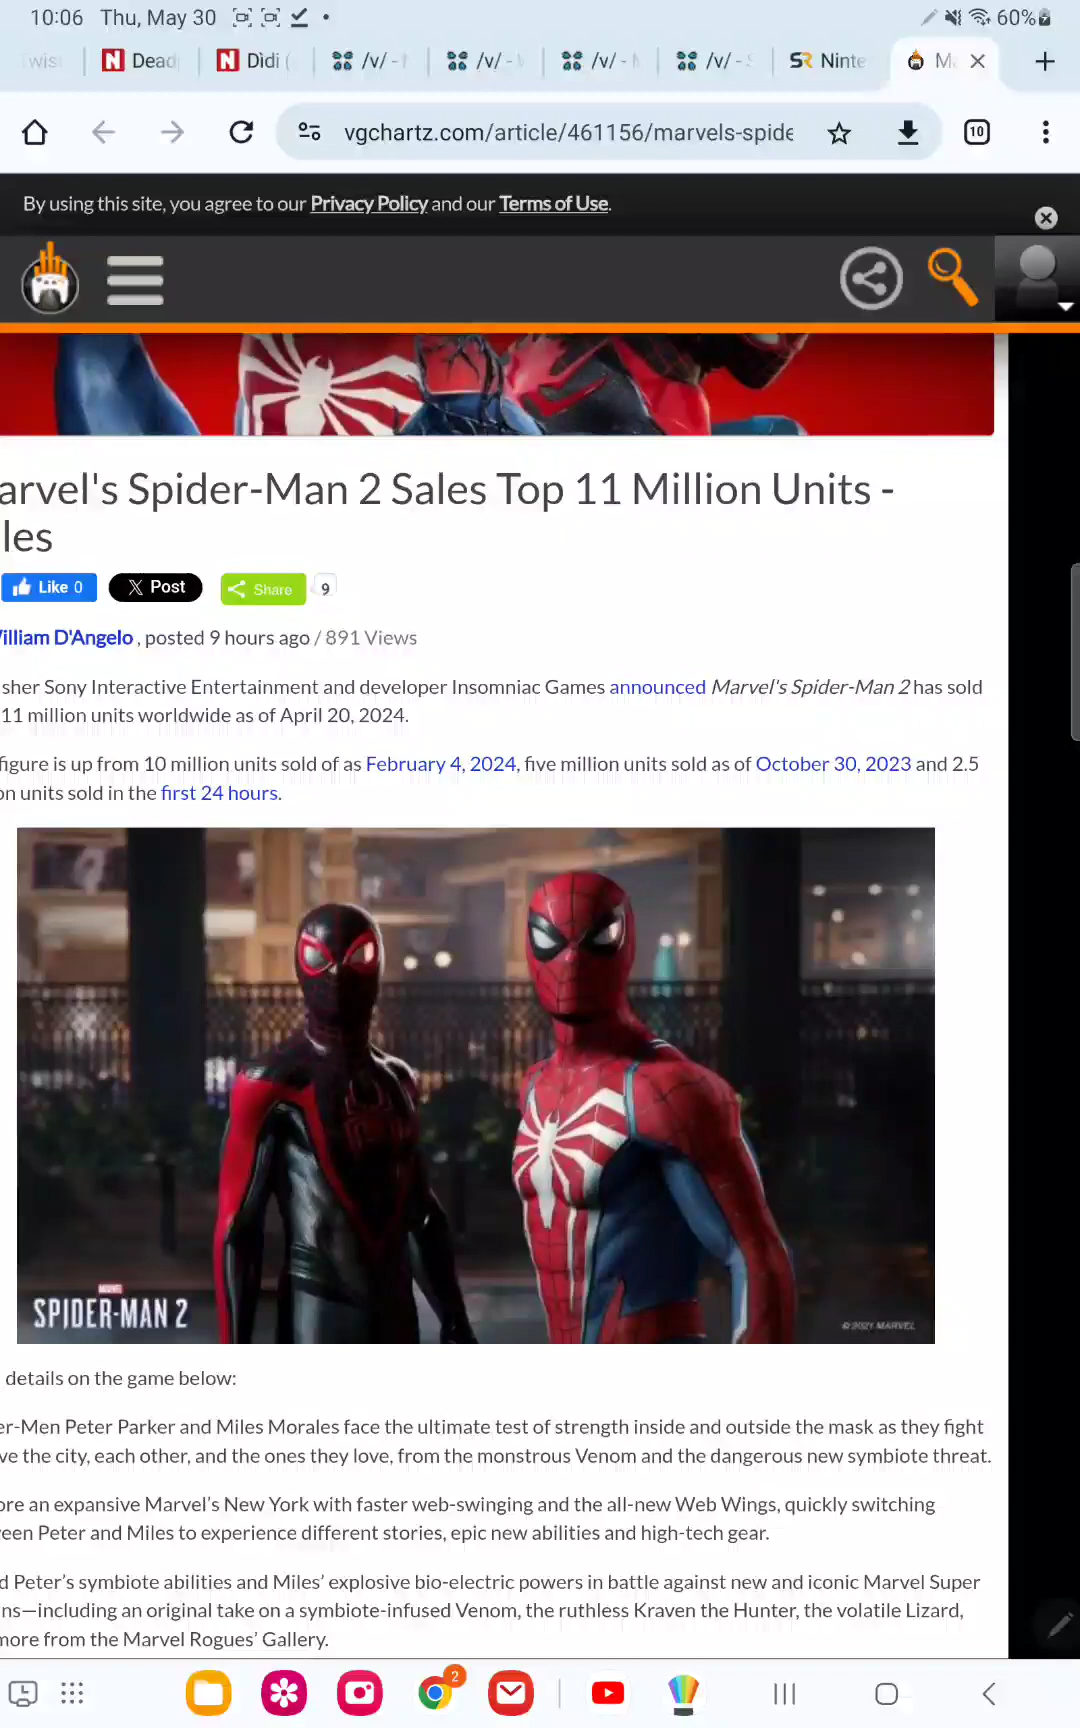 10:06 Thu, May 30 60%
wis Dead Didi ( /v/ - /v/ - /v/ - /v/ - S Ninte M
vgchartz.com/article/461156/marvels-spide 10
By using this site, you agree to our Privacy Policy and our Terms of Use.
arvel's Spider-Man 2 Sales Top 11 Million Units -
les
Like 0 X Post Share 9
illiam D'Angelo , posted 9 hours ago / 891 Views
sher Sony Interactive Entertainment and developer Insomniac Games announced Marvel's Spider-Man 2 has sold
11 million units worldwide as of April 20, 2024.
figure is up from 10 million units sold of as February 4, 2024, five million units sold as of October 30, 2023 and 2.5
on units sold in the first 24 hours.
MARVEL
SPIDER-MAN 2
© 2021 MARVEL
details on the game below:
er-Men Peter Parker and Miles Morales face the ultimate test of strength inside and outside the mask as they fight
ve the city, each other, and the ones they love, from the monstrous Venom and the dangerous new symbiote threat.
ore an expansive Marvel’s New York with faster web-swinging and the all-new Web Wings, quickly switching
een Peter and Miles to experience different stories, epic new abilities and high-tech gear.
d Peter’s symbiote abilities and Miles’ explosive bio-electric powers in battle against new and iconic Marvel Super
ns—including an original take on a symbiote-infused Venom, the ruthless Kraven the Hunter, the volatile Lizard,
more from the Marvel Rogues’ Gallery.
2